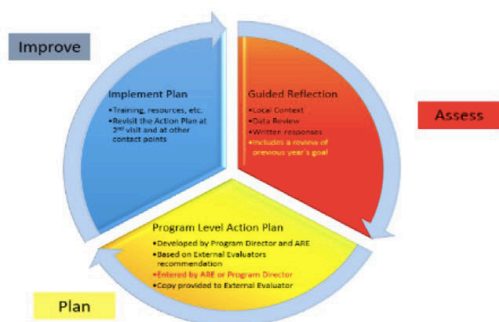 Improve
Implement Plan
•Training, resources, etc.
•Revisit the Action Plan at
2nd visit and at other
contact points
Guided Reflection
•Local Context
•Data Review
•Written responses
•Includes a review of
previous year's goal
Assess
Program Level Action Plan
•Developed by Program Director and ARE
•Based on External Evaluators
recommendation
•Entered by ARE or Program Director
•Copy provided to External Evaluator
Plan